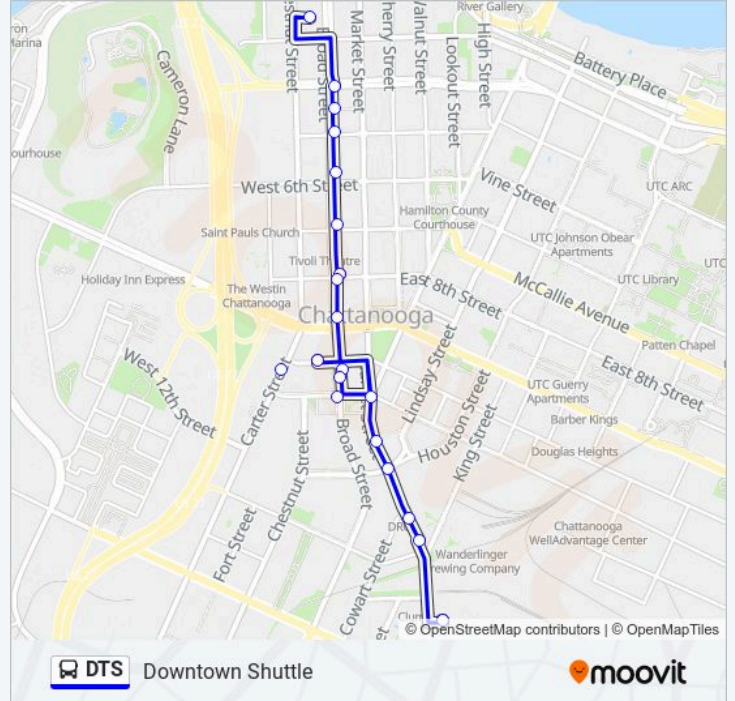 River Gallery
Broad Street
Market Street
Lookout Street
High Street
Battery Place
Cameron Lane
West 6th Street
Vine Street
UTC ARC
Hamilton County
Courthouse
Saint Pauls Church
UTC Johnson Obear
Apartments
Tivoli Theatre
Holiday Inn Express
The Westin
Chattanooga
East 8th Street
UTC Library
McCallie Avenue
Chattanooga
Patten Chapel
West 12th Street
Carter Street
Lindsay Street
East 8th Street
UTC Guerry
Apartments
Barber Kings
Houston Street
King Street
Douglas Heights
Chestnut Street
Broad Street
Fort Street
Chattanooga
WellAdvantage Center
Wanderlinger
rewing Company
Cowart Street
© OpenStreetMap contributors | © OpenMapTiles
DTS Downtown Shuttle
moovit